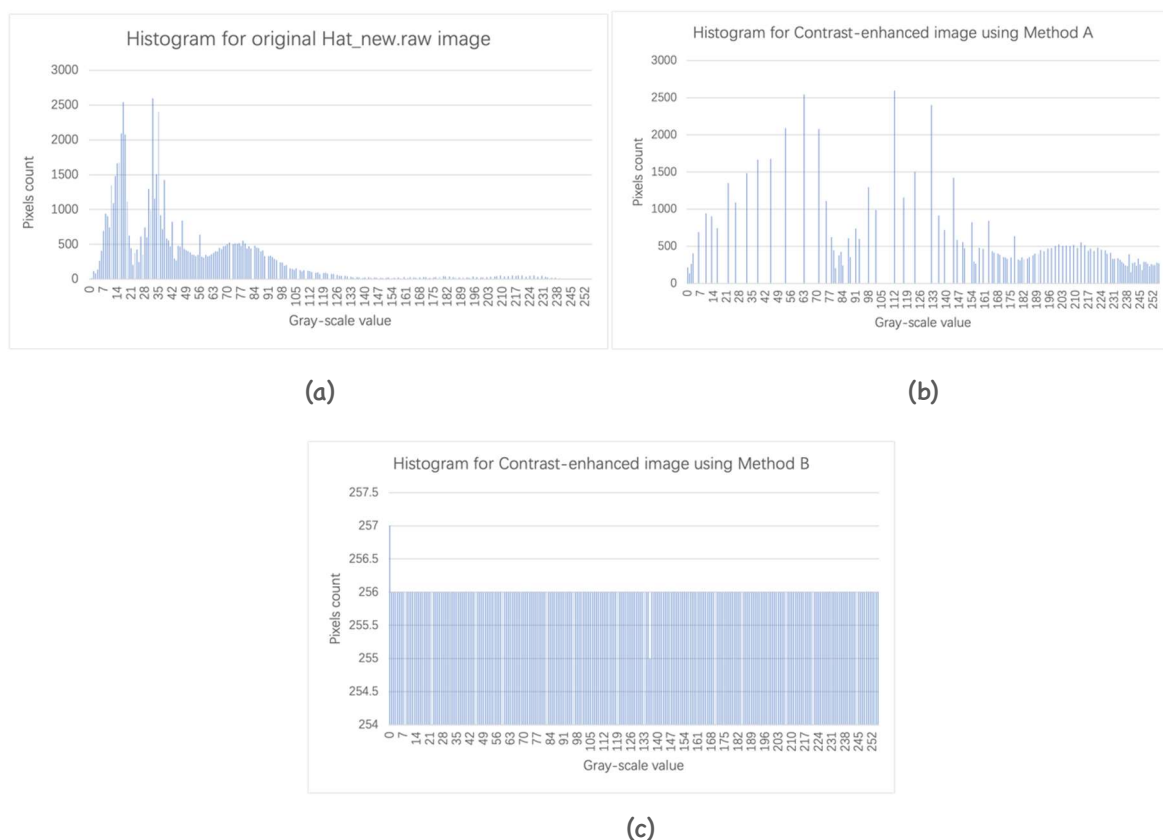 Histogram for original Hat_new.raw image
3000
2500
2000
1500
1000
500
0
Pixels count
0 7 14 21 28 35 42 49 56 63 70 77 84 91 98 105 112 119 126 133 140 147 154 161 168 175 182 189 196 203 210 217 224 231 238 245 252
Gray-scale value
(a)
Histogram for Contrast-enhanced image using Method A
3000
2500
2000
1500
1000
500
0
Pixels count
0 7 14 21 28 35 42 49 56 63 70 77 84 91 98 105 112 119 126 133 140 147 154 161 168 175 182 189 196 203 210 217 224 231 238 245 252
Gray-scale value
(b)
Histogram for Contrast-enhanced image using Method B
257.5
257
256.5
256
255.5
255
254.5
254
Pixels count
0 7 14 21 28 35 42 49 56 63 70 77 84 91 98 105 112 119 126 133 140 147 154 161 168 175 182 189 196 203 210 217 224 231 238 245 252
Gray-scale value
(c)